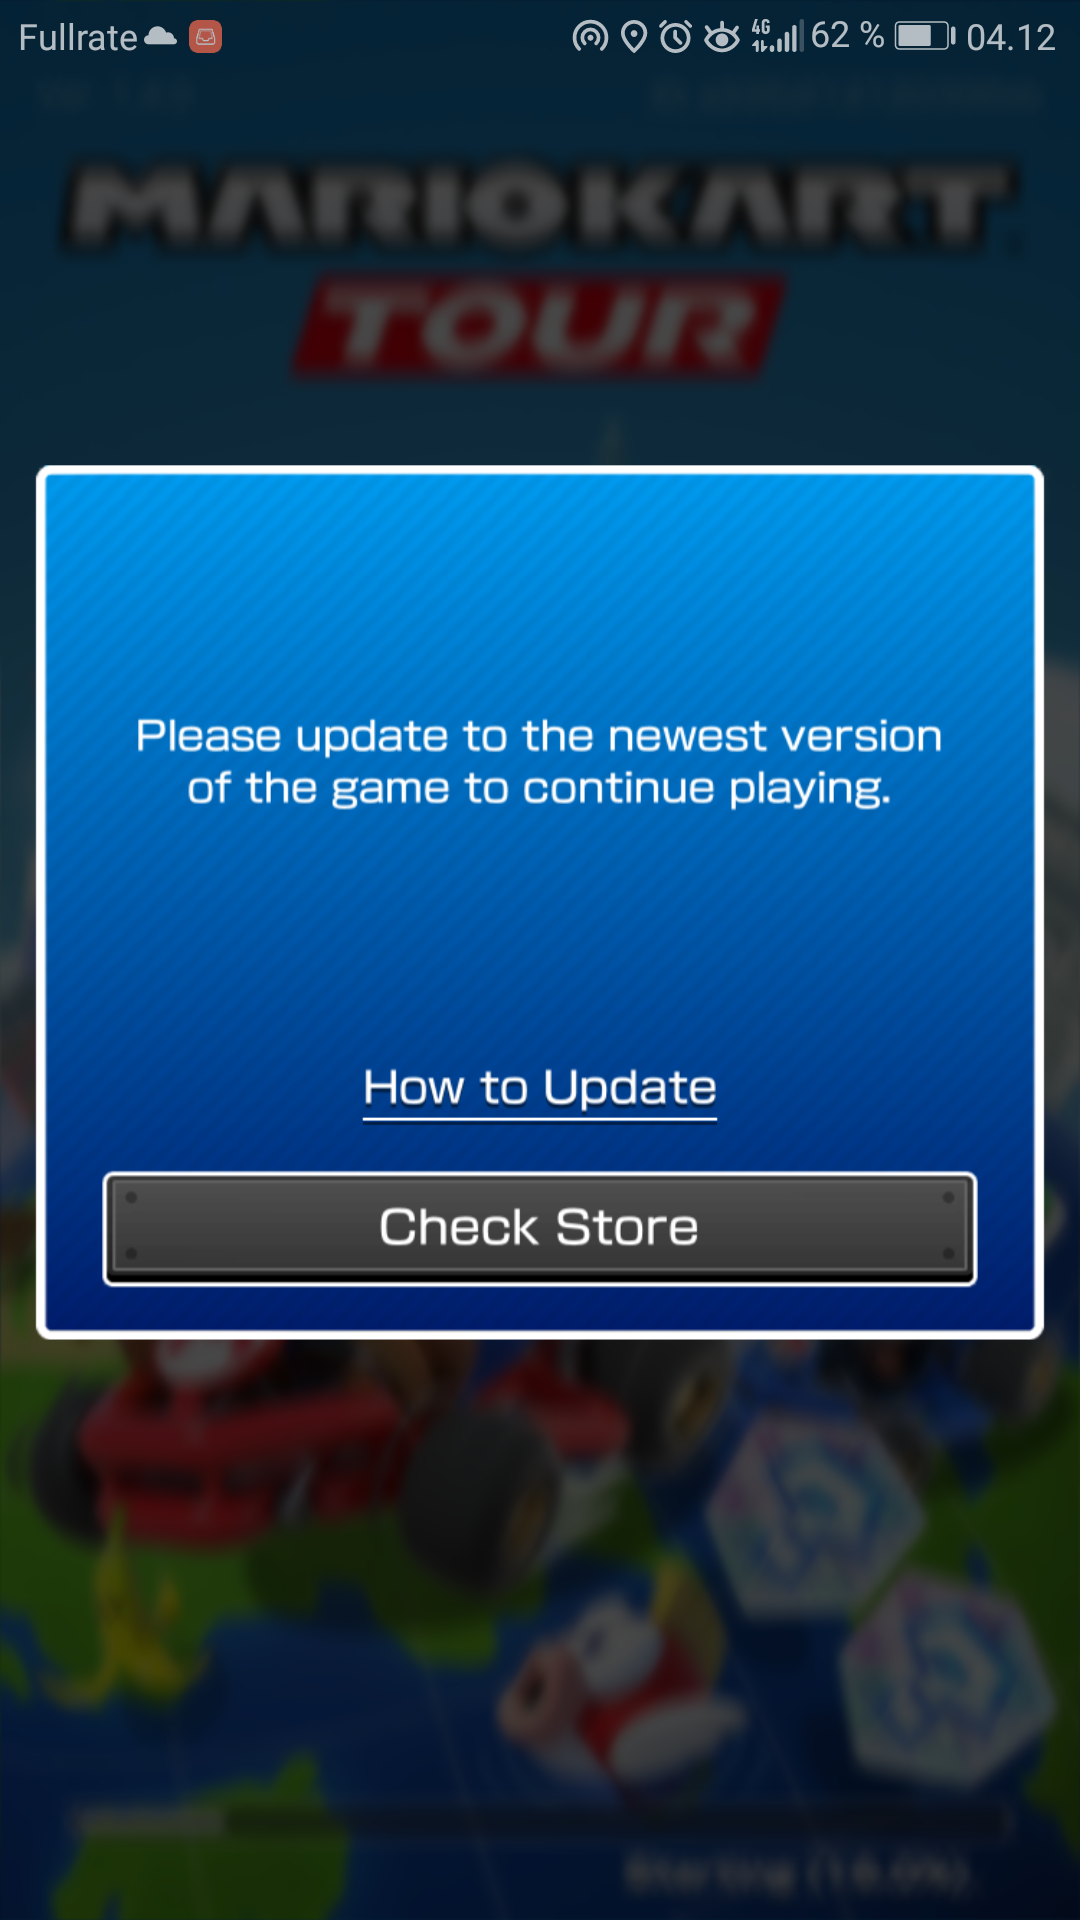 Fullrate 4G 62 % 04.12
MARIOKART
TOUR
Please update to the newest version
of the game to continue playing.
How to Update
Check Store